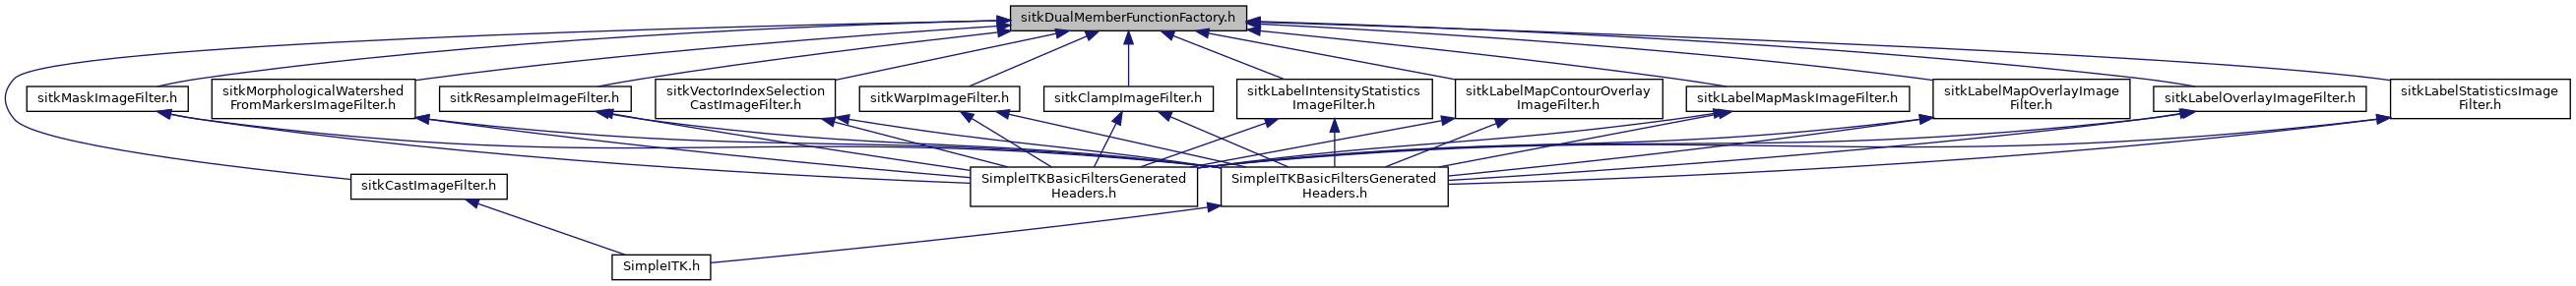 sitkDualMemberFunctionFactory.h
sitkMaskImageFilter.h
sitkMorphologicalWatershed
FromMarkersImageFilter.h
sitkResampleImageFilter.h
sitkVectorIndexSelection
CastImageFilter.h
sitkWarpImageFilter.h
sitkClampImageFilter.h
sitkLabelIntensityStatistics
ImageFilter.h
sitkLabelMapContourOverlay
ImageFilter.h
sitkLabelMapMaskImageFilter.h
sitkLabelMapOverlayImage
Filter.h
sitkLabelOverlayImageFilter.h
sitkLabelStatisticsImage
Filter.h
sitkCastImageFilter.h
SimpleITKBasicFiltersGenerated
Headers.h
SimpleITKBasicFiltersGenerated
Headers.h
SimpleITK.h